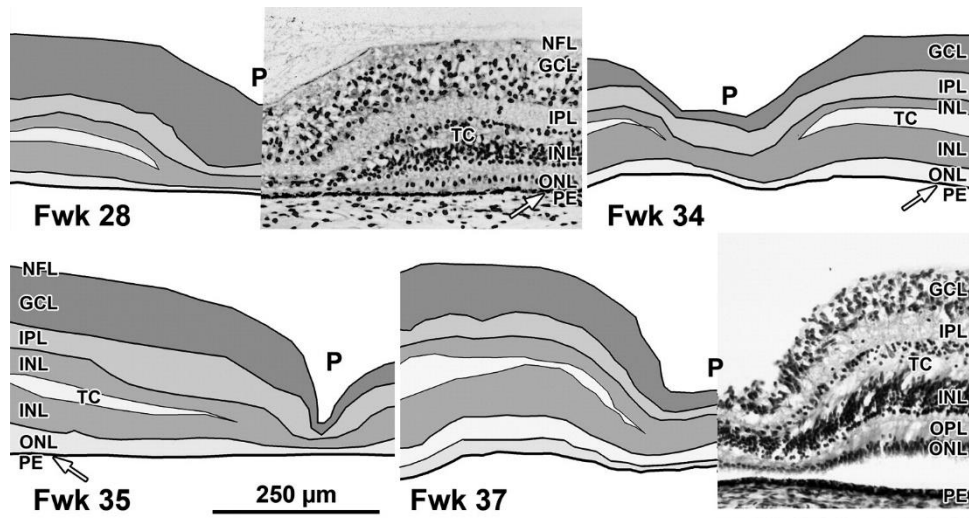 P
NFL
GCL
IPL
TC
INL
ONL
PE
Fwk 28
P
GCL
IPL
INL
TC
INL
ONL
PE
Fwk 34
NFL
GCL
IPL
INL
TC
INL
ONL
PE
P
Fwk 35
250 µm
P
GCL
IPL
TC
INL
OPL
ONL
PE
Fwk 37